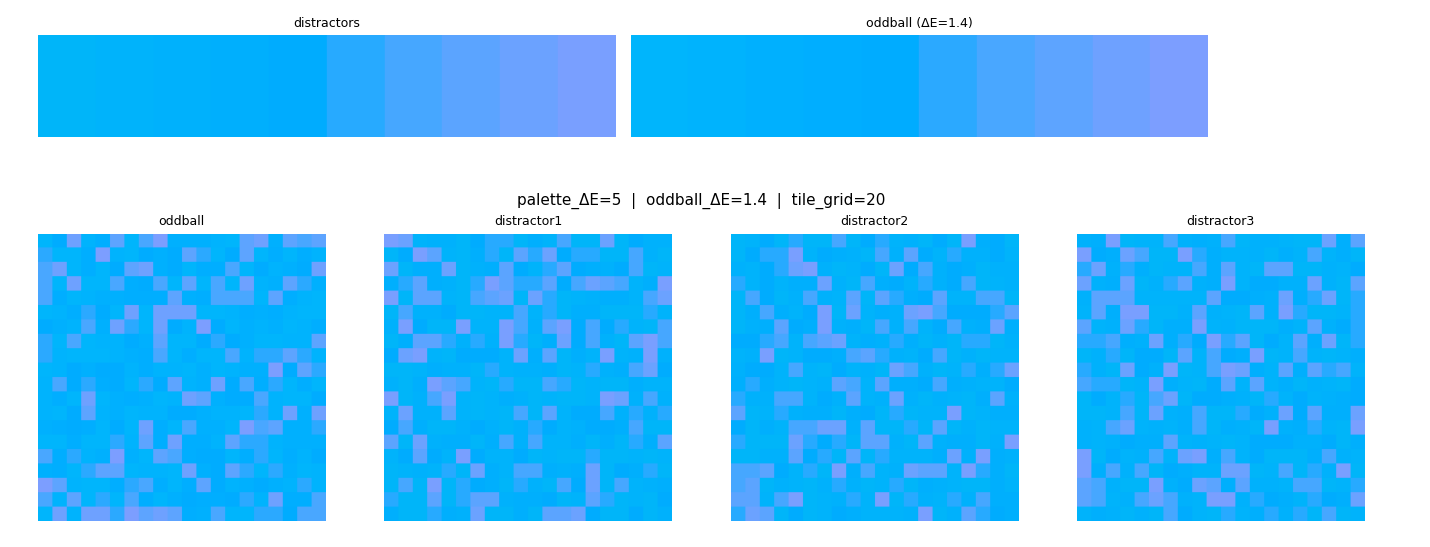 distractors
oddball (ΔE=1.4)
palette_ΔE=5 | oddball_ΔE=1.4 | tile_grid=20
oddball
distractor1
distractor2
distractor3